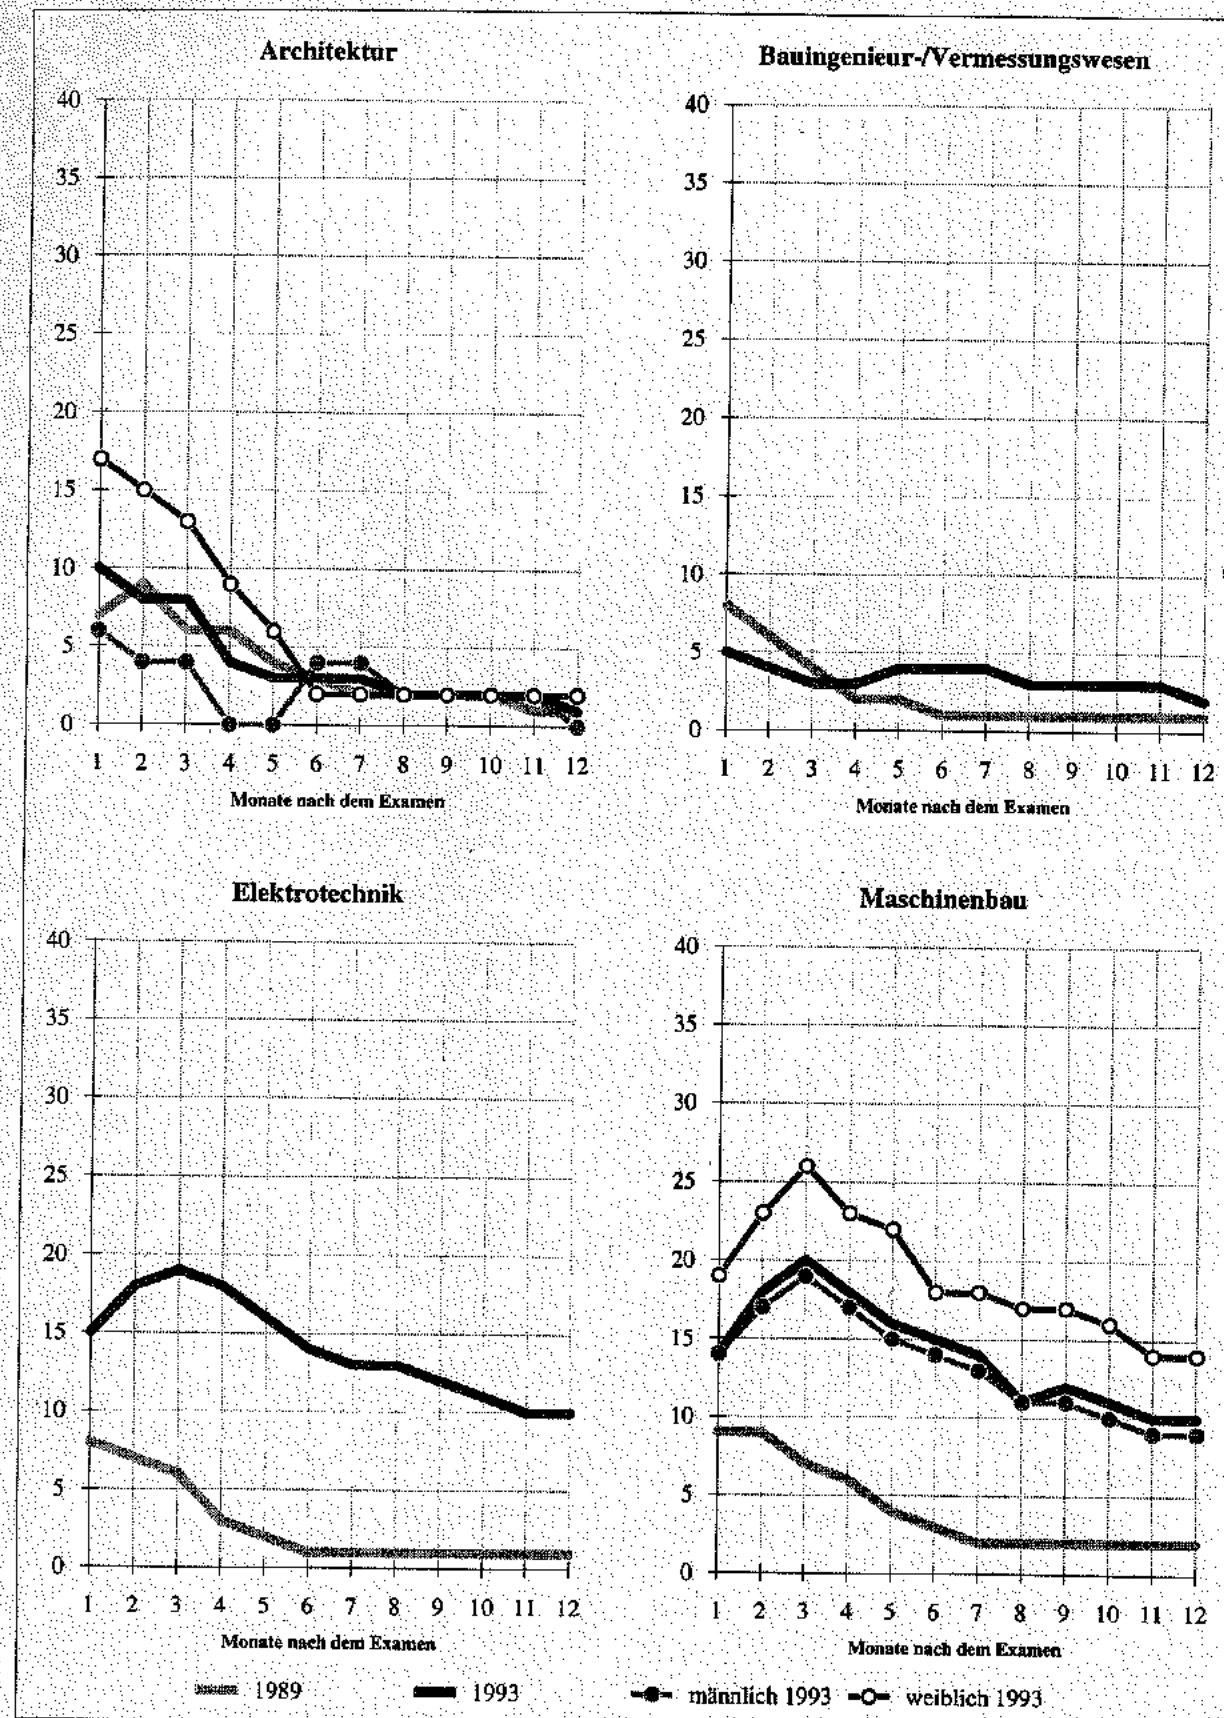 Architektur
40
35
30
25
20
15
10
5
0
1 2 3 4 5 6 7 8 9 10 11 12
Monate nach dem Examen
Bauingenieur-/Vermessungswesen
40
35
30
25
20
15
10
5
0
1 2 3 4 5 6 7 8 9 10 11 12
Monate nach dem Examen
Elektrotechnik
40
35
30
25
20
15
10
5
0
1 2 3 4 5 6 7 8 9 10 11 12
Monate nach dem Examen
Maschinenbau
40
35
30
25
20
15
10
5
0
1 2 3 4 5 6 7 8 9 10 11 12
Monate nach dem Examen
1989 1993 männlich 1993 weiblich 1993